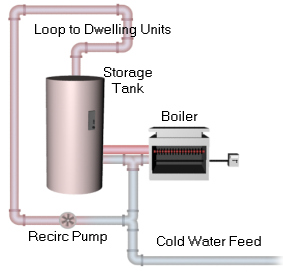 Loop to Dwelling Units
Storage
Tank
Boiler
Recirc Pump
Cold Water Feed